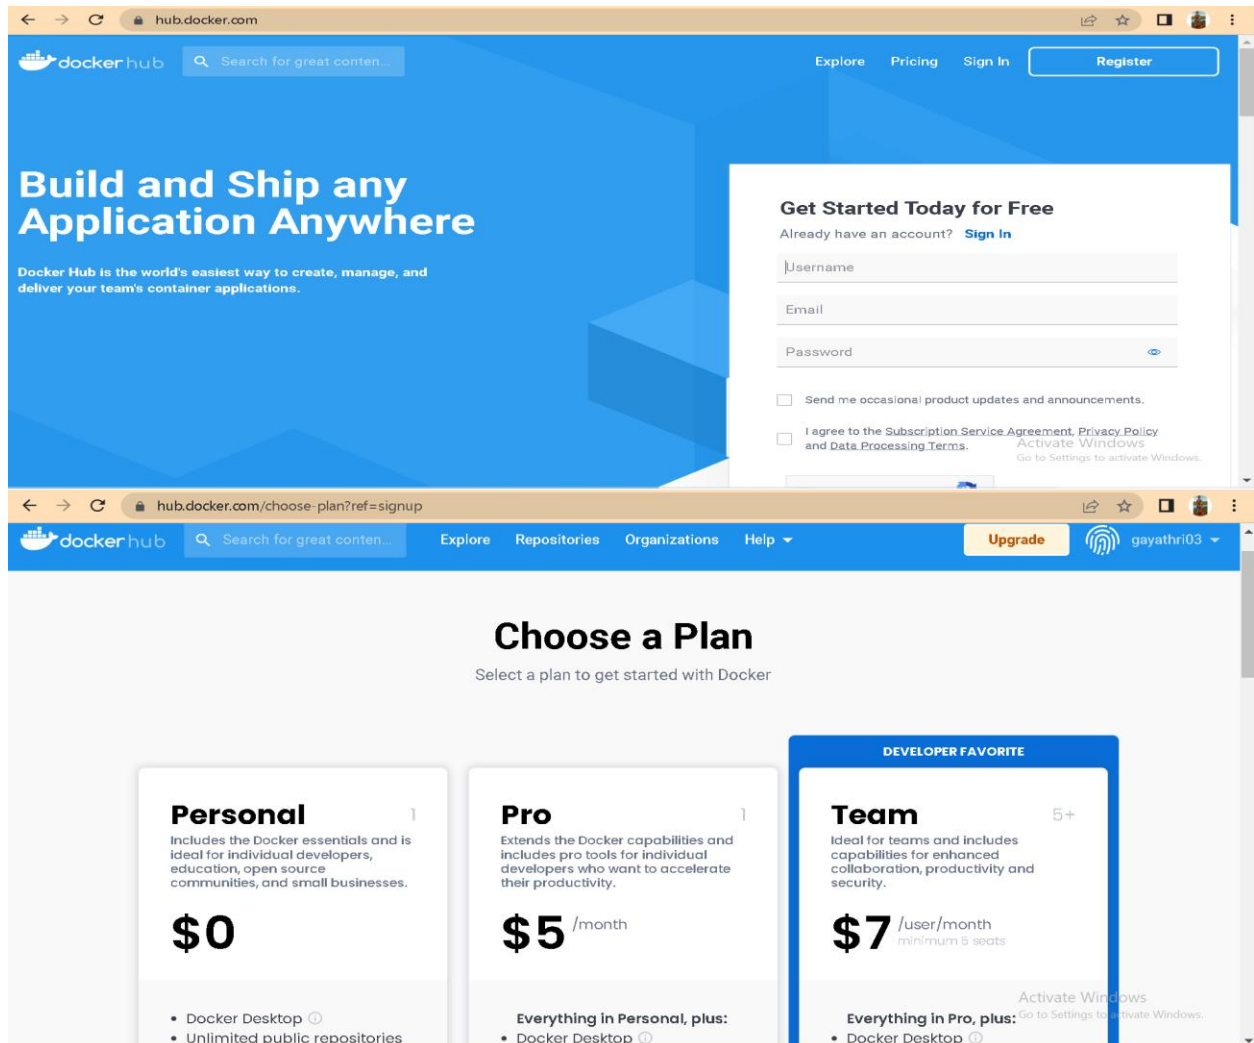 hub.docker.com
docker hub
Search for great conten...
Explore Pricing Sign In Register
Build and Ship any
Application Anywhere
Docker Hub is the world's easiest way to create, manage, and
deliver your team's container applications.
Get Started Today for Free
Already have an account? Sign In
Username
Email
Password
Send me occasional product updates and announcements.
I agree to the Subscription Service Agreement, Privacy Policy
and Data Processing Terms.
Activate Windows
Go to Settings to activate Windows.
hub.docker.com/choose-plan?ref=signup
docker hub
Search for great conten...
Explore Repositories Organizations Help Upgrade gayathri03
Choose a Plan
Select a plan to get started with Docker
Personal 1
Includes the Docker essentials and is
ideal for individual developers,
education, open source
communities, and small businesses.
$0
Docker Desktop
Unlimited public repositories
Pro 1
Extends the Docker capabilities and
includes pro tools for individual
developers who want to accelerate
their productivity.
$5 /month
Everything in Personal, plus:
Docker Desktop
DEVELOPER FAVORITE
Team 5+
Ideal for teams and includes
capabilities for enhanced
collaboration, productivity and
security.
$7 /user/month
minimum 5 seats
Everything in Pro, plus:
Docker Desktop
Activate Windows
Go to Settings to activate Windows.